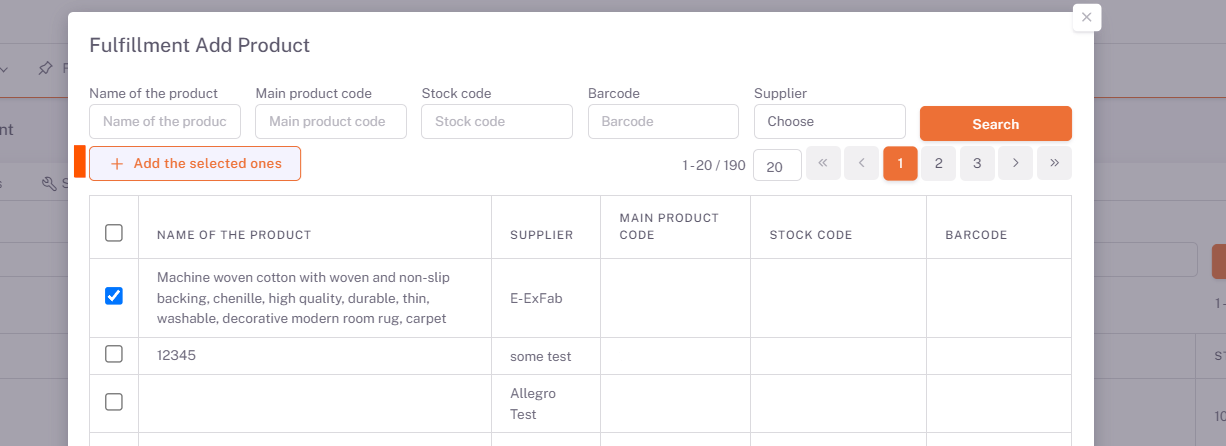 ×
Fulfillment Add Product
Name of the product
Main product code
Stock code
Barcode
Supplier
Name of the produc
Main product code
Stock code
Barcode
Choose
Search
+ Add the selected ones
1 - 20 / 190
20
«
‹
1
2
3
›
»
NAME OF THE PRODUCT
SUPPLIER
MAIN PRODUCT
CODE
STOCK CODE
BARCODE
Machine woven cotton with woven and non-slip
backing, chenille, high quality, durable, thin,
washable, decorative modern room rug, carpet
E-ExFab
12345
some test
Allegro
Test
nt
1-
10